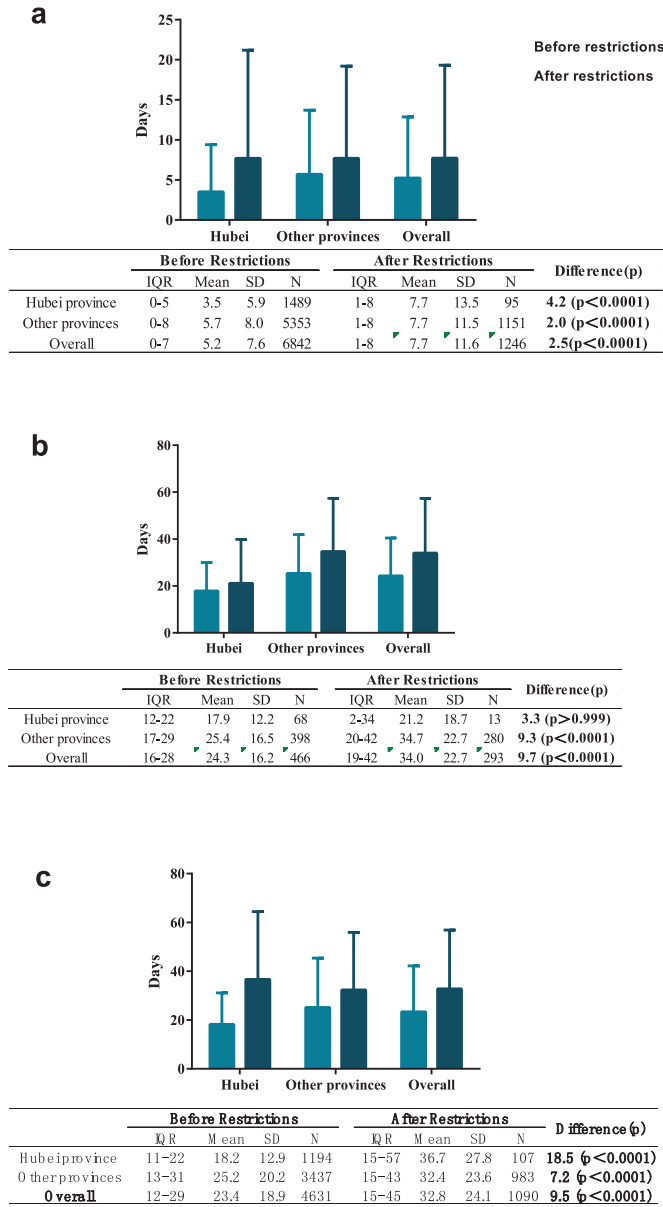 a
Before restrictions
After restrictions
25
20
15
10
5
0
Days
Hubei Other provinces Overall
Before Restrictions After Restrictions Difference(p)
IQR Mean SD N IQR Mean SD N
Hubei province 0-5 3.5 5.9 1489 1-8 7.7 13.5 95 4.2 (p<0.0001)
Other provinces 0-8 5.7 8.0 5353 1-8 7.7 11.5 1151 2.0 (p<0.0001)
Overall 0-7 5.2 7.6 6842 1-8 7.7 11.6 1246 2.5(p<0.0001)
b
80
60
40
20
0
Days
Hubei Other provinces Overall
Before Restrictions After Restrictions Difference(p)
IQR Mean SD N IQR Mean SD N
Hubei province 12-22 17.9 12.2 68 2-34 21.2 18.7 13 3.3 (p>0.999)
Other provinces 17-29 25.4 16.5 398 20-42 34.7 22.7 280 9.3 (p<0.0001)
Overall 16-28 24.3 16.2 466 19-42 34.0 22.7 293 9.7 (p<0.0001)
c
80
60
40
20
0
Days
Hubei Other provinces Overall
Before Restrictions After Restrictions Difference(p)
IQR Mean SD N IQR Mean SD N
Hubei province 11-22 18.2 12.9 1194 15-57 36.7 27.8 107 18.5 (p<0.0001)
Other provinces 13-31 25.2 20.2 3437 15-43 32.4 23.6 983 7.2 (p<0.0001)
Overall 12-29 23.4 18.9 4631 15-45 32.8 24.1 1090 9.5 (p<0.0001)